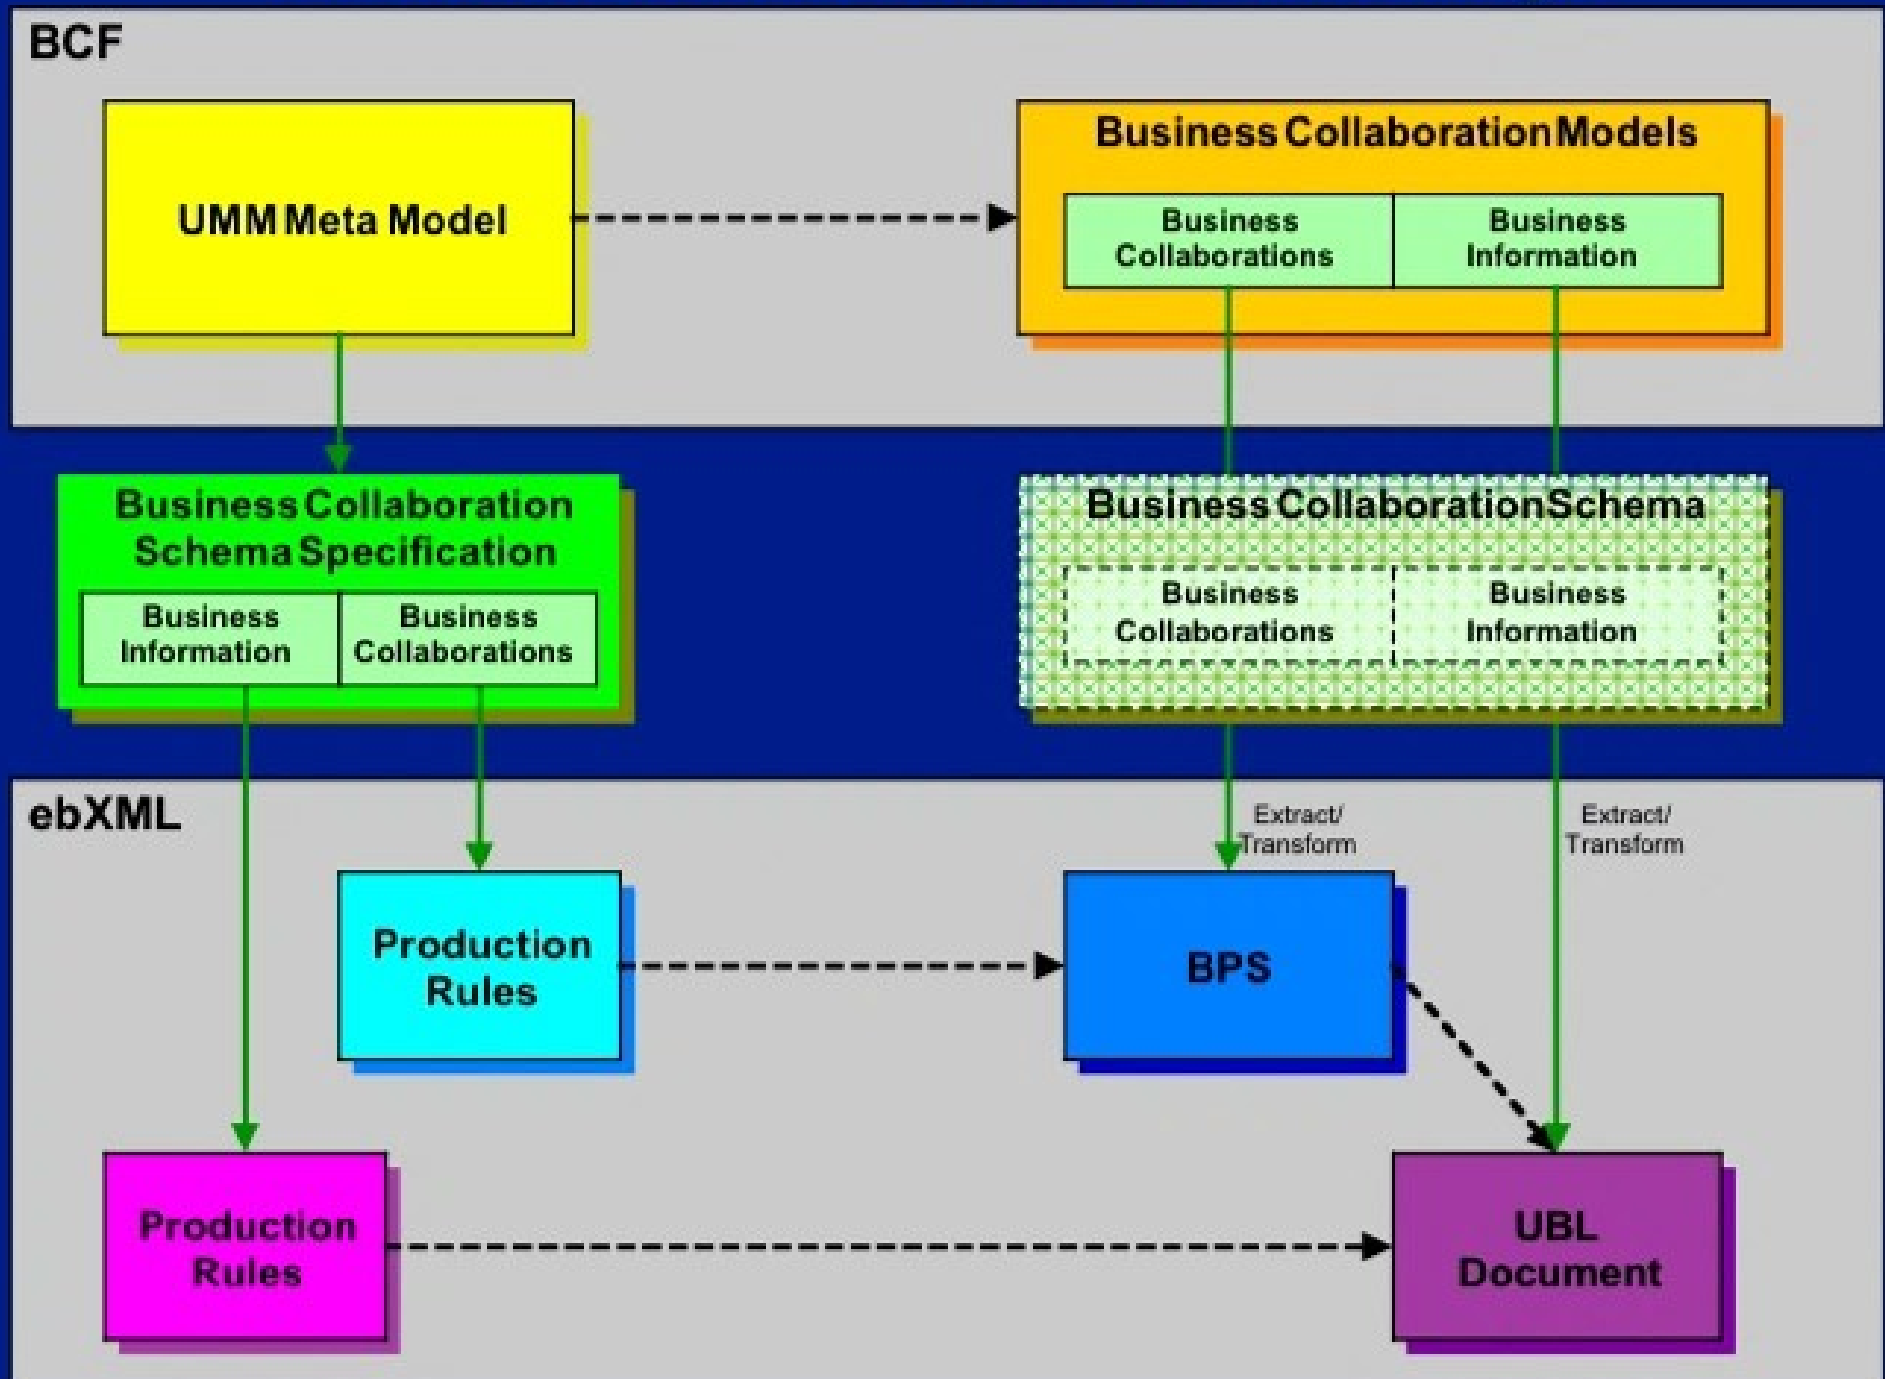 BCF
UMM Meta Model
Business Collaboration Models
Business
Collaborations
Business
Information
Business Collaboration
Schema Specification
Business
Information
Business
Collaborations
Business Collaboration Schema
Business
Collaborations
Business
Information
ebXML
Extract/
Transform
Extract/
Transform
Production
Rules
BPS
Production
Rules
UBL
Document